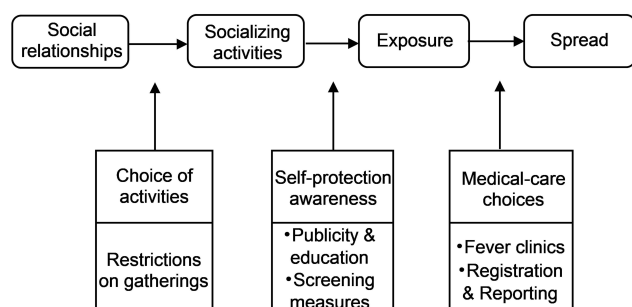 Social
relationships
Socializing
activities
Exposure
Spread
Choice of
activities
Restrictions
on gatherings
Self-protection
awareness
•Publicity &
education
•Screening
measures
Medical-care
choices
•Fever clinics
•Registration
& Reporting